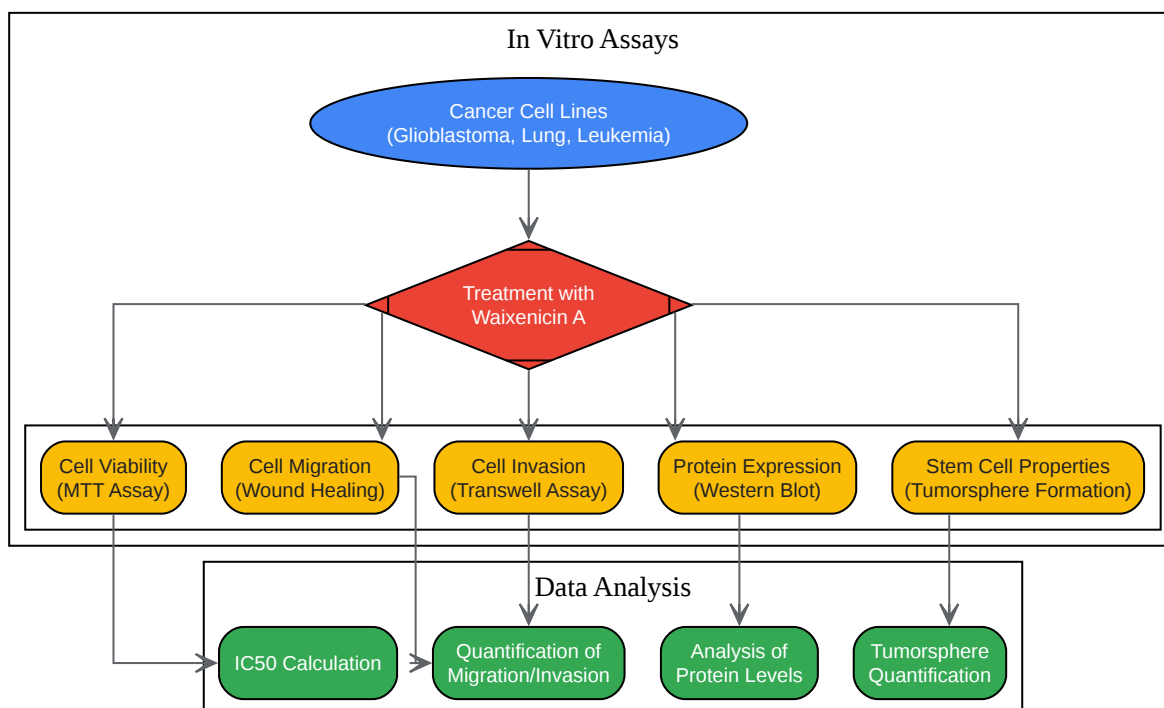 In Vitro Assays
Cancer Cell Lines
(Glioblastoma, Lung, Leukemia)
Treatment with
Waixenicin A
Cell Viability
(MTT Assay)
Cell Migration
(Wound Healing)
Cell Invasion
(Transwell Assay)
Protein Expression
(Western Blot)
Stem Cell Properties
(Tumorsphere Formation)
Data Analysis
IC50 Calculation
Quantification of
Migration/Invasion
Analysis of
Protein Levels
Tumorsphere
Quantification